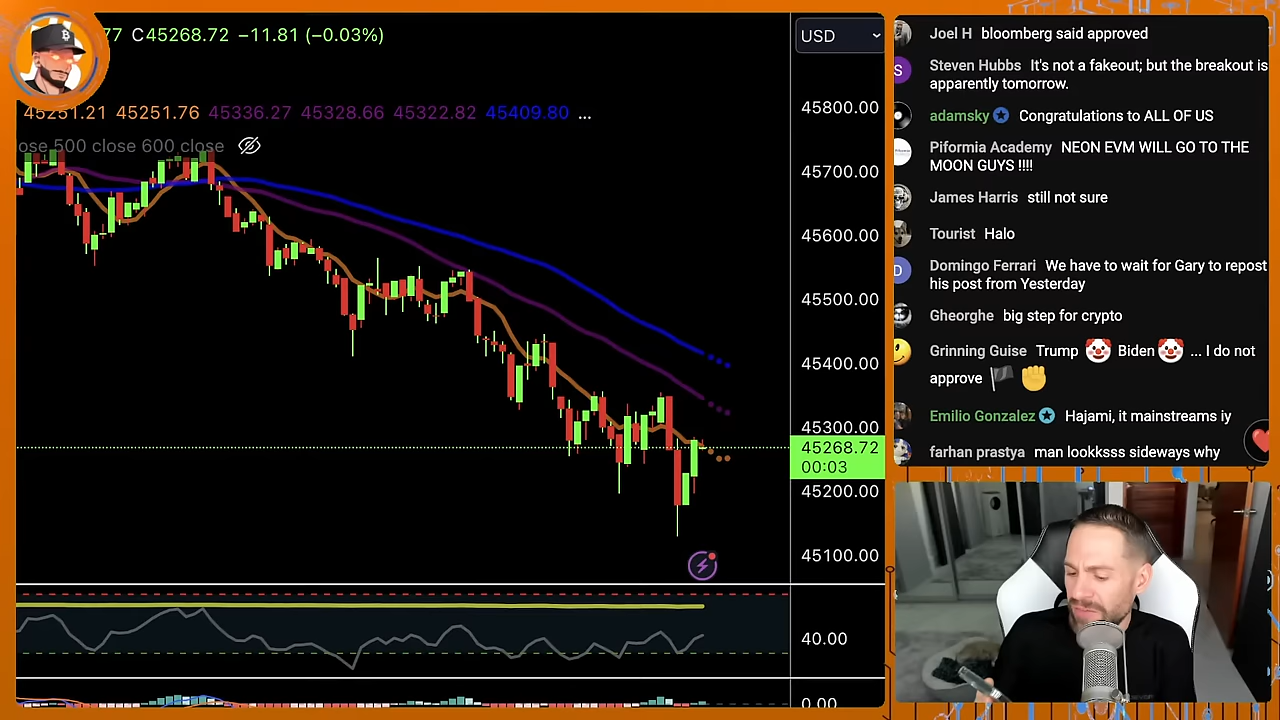 77 C45268.72 −11.81 (−0.03%)
USD
45251.21 45251.76 45336.27 45328.66 45322.82 45409.80 ...
ose 500 close 600 close
45800.00
45700.00
45600.00
45500.00
45400.00
45300.00
45268.72
00:03
45200.00
45100.00
40.00
0.00
Joel H bloomberg said approved
S
Steven Hubbs It's not a fakeout; but the breakout is
apparently tomorrow.
adamsky Congratulations to ALL OF US
Piformia Academy NEON EVM WILL GO TO THE
MOON GUYS !!!!
James Harris still not sure
Tourist Halo
D
Domingo Ferrari We have to wait for Gary to repost
his post from Yesterday
Gheorghe big step for crypto
Grinning Guise Trump 🤡 Biden 🤡 ... I do not
approve 🏴 ✊
Emilio Gonzalez Hajami, it mainstreams iy
farhan prastya man lookksss sideways why